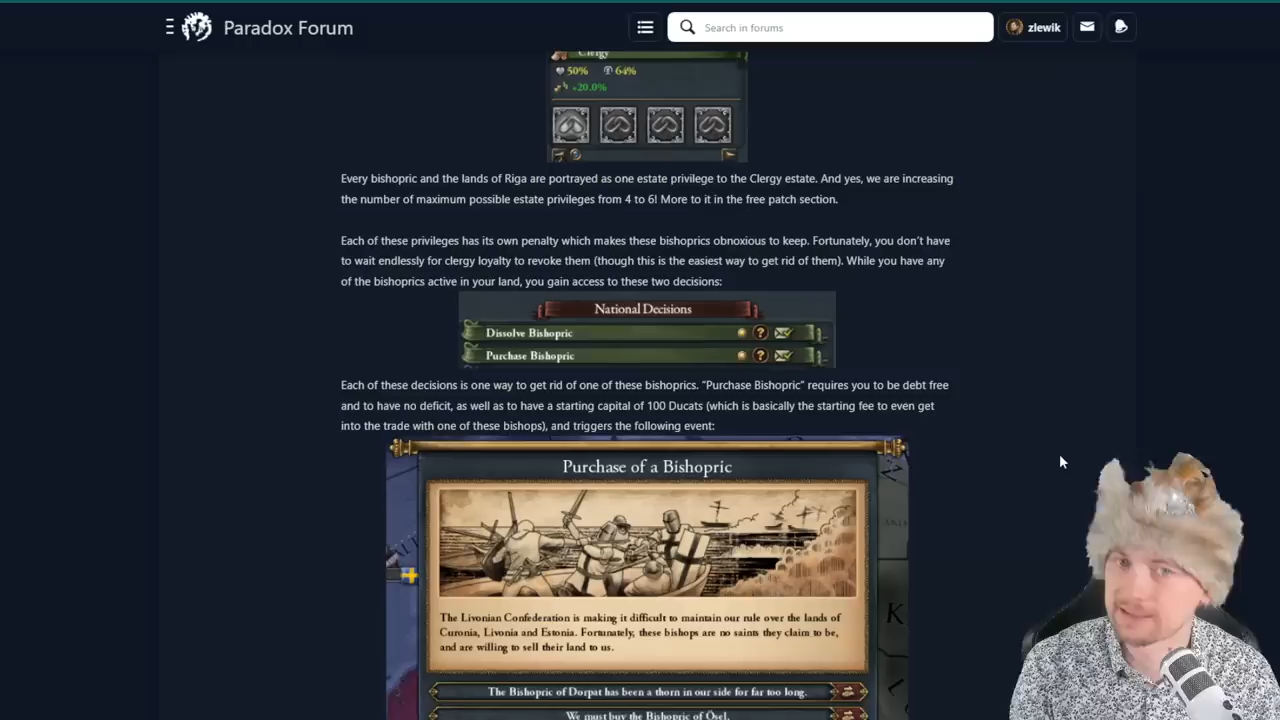 Paradox Forum
Search in forums
zlewik
Clergy
50% 64%
+20.0%
Every bishopric and the lands of Riga are portrayed as one estate privilege to the Clergy estate. And yes, we are increasing
the number of maximum possible estate privileges from 4 to 6! More to it in the free patch section.
Each of these privileges has its own penalty which makes these bishoprics obnoxious to keep. Fortunately, you don't have
to wait endlessly for clergy loyalty to revoke them (though this is the easiest way to get rid of them). While you have any
of the bishoprics active in your land, you gain access to these two decisions:
National Decisions
Dissolve Bishopric
Purchase Bishopric
Each of these decisions is one way to get rid of one of these bishoprics. "Purchase Bishopric" requires you to be debt free
and to have no deficit, as well as to have a starting capital of 100 Ducats (which is basically the starting fee to even get
into the trade with one of these bishops), and triggers the following event:
Purchase of a Bishopric
The Livonian Confederation is making it difficult to maintain our rule over the lands of
Curonia, Livonia and Estonia. Fortunately, these bishops are no saints they claim to be,
and are willing to sell their land to us.
The Bishopric of Dorpat has been a thorn in our side for far too long.
We must buy the Bishopric of Ösel.